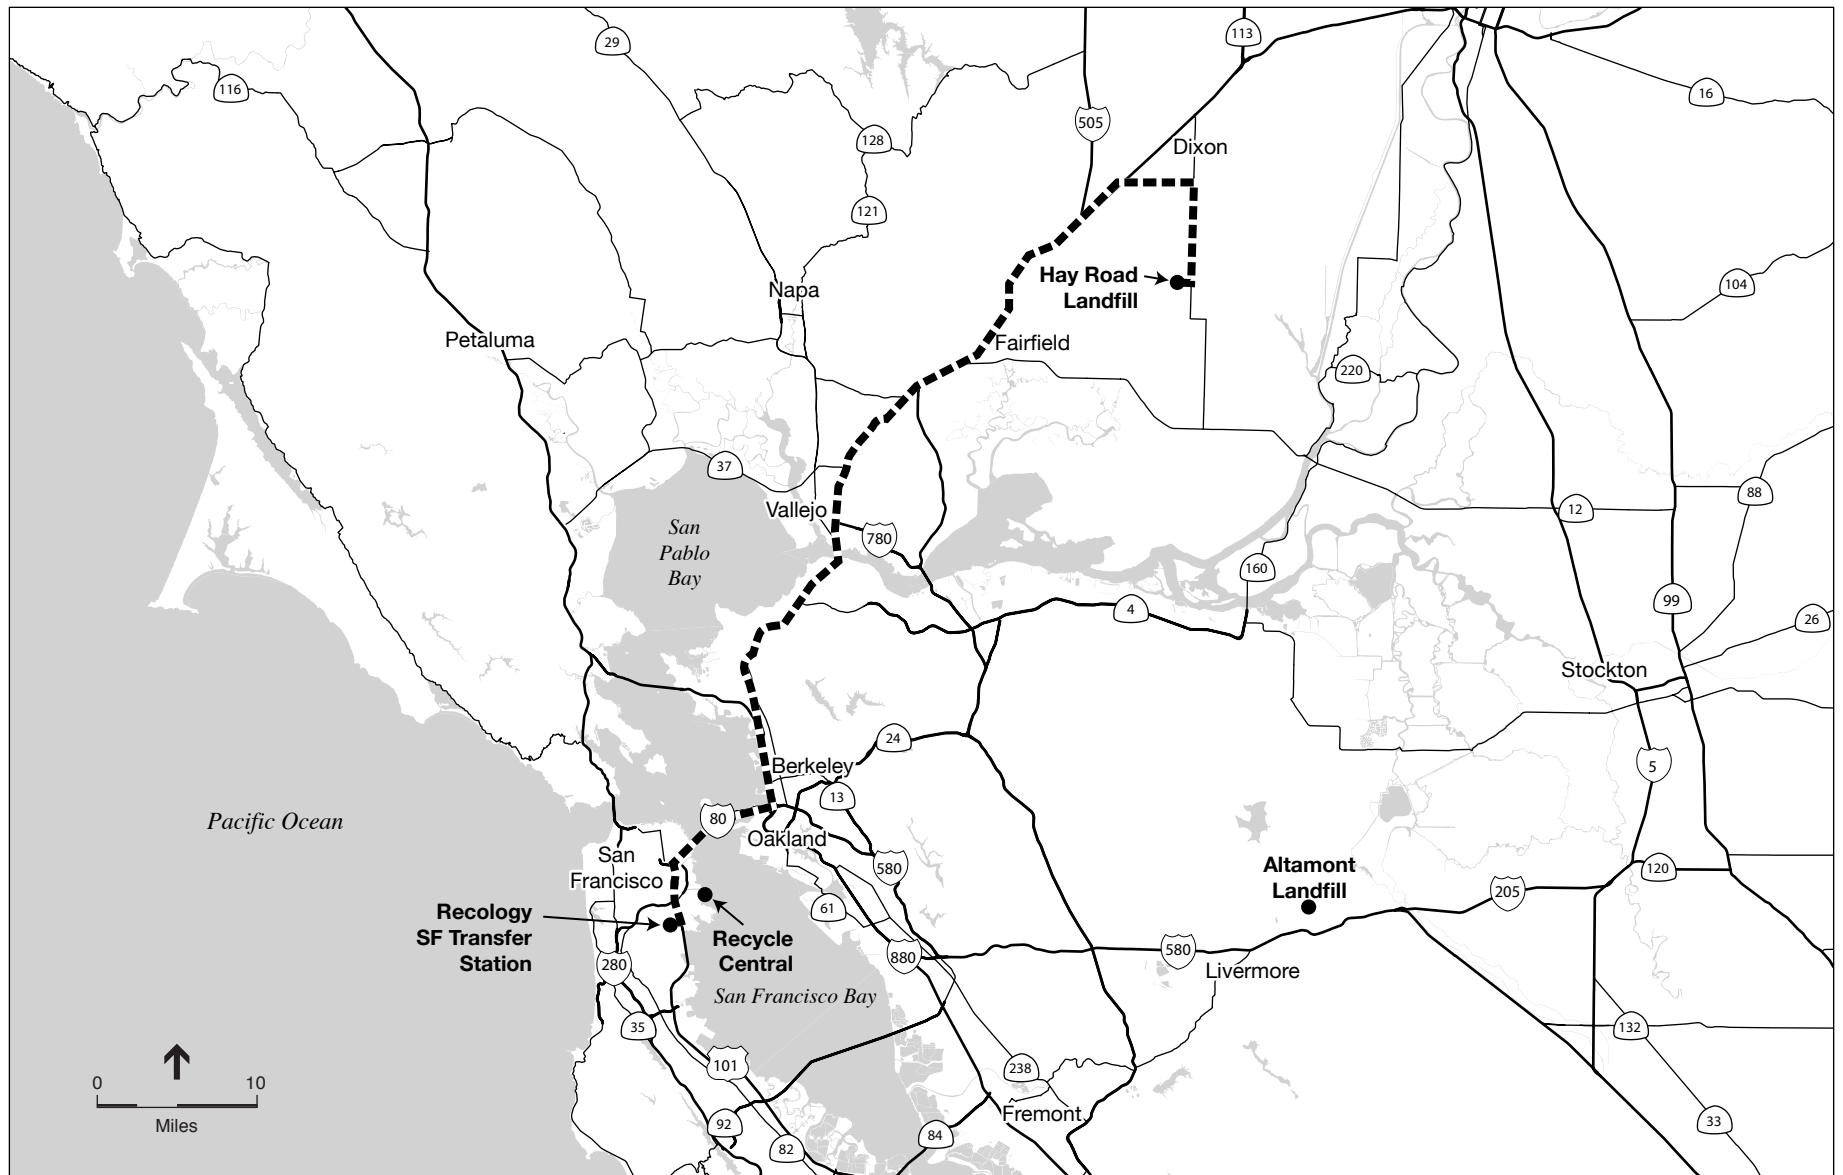 29
113
116
16
505
128
Dixon
121
Hay Road
Landfill
104
Napa
Petaluma
Fairfield
220
37
88
Vallejo
12
San
Pablo
Bay
780
160
99
4
26
Stockton
24
5
Berkeley
13
80
Pacific Ocean
Oakland
San
Francisco
580
Altamont
Landfill
120
205
61
Recology
SF Transfer
Station
Recycle
Central
880
580
280
Livermore
San Francisco Bay
35
132
101
238
0
10
Miles
Fremont
92
84
82
33